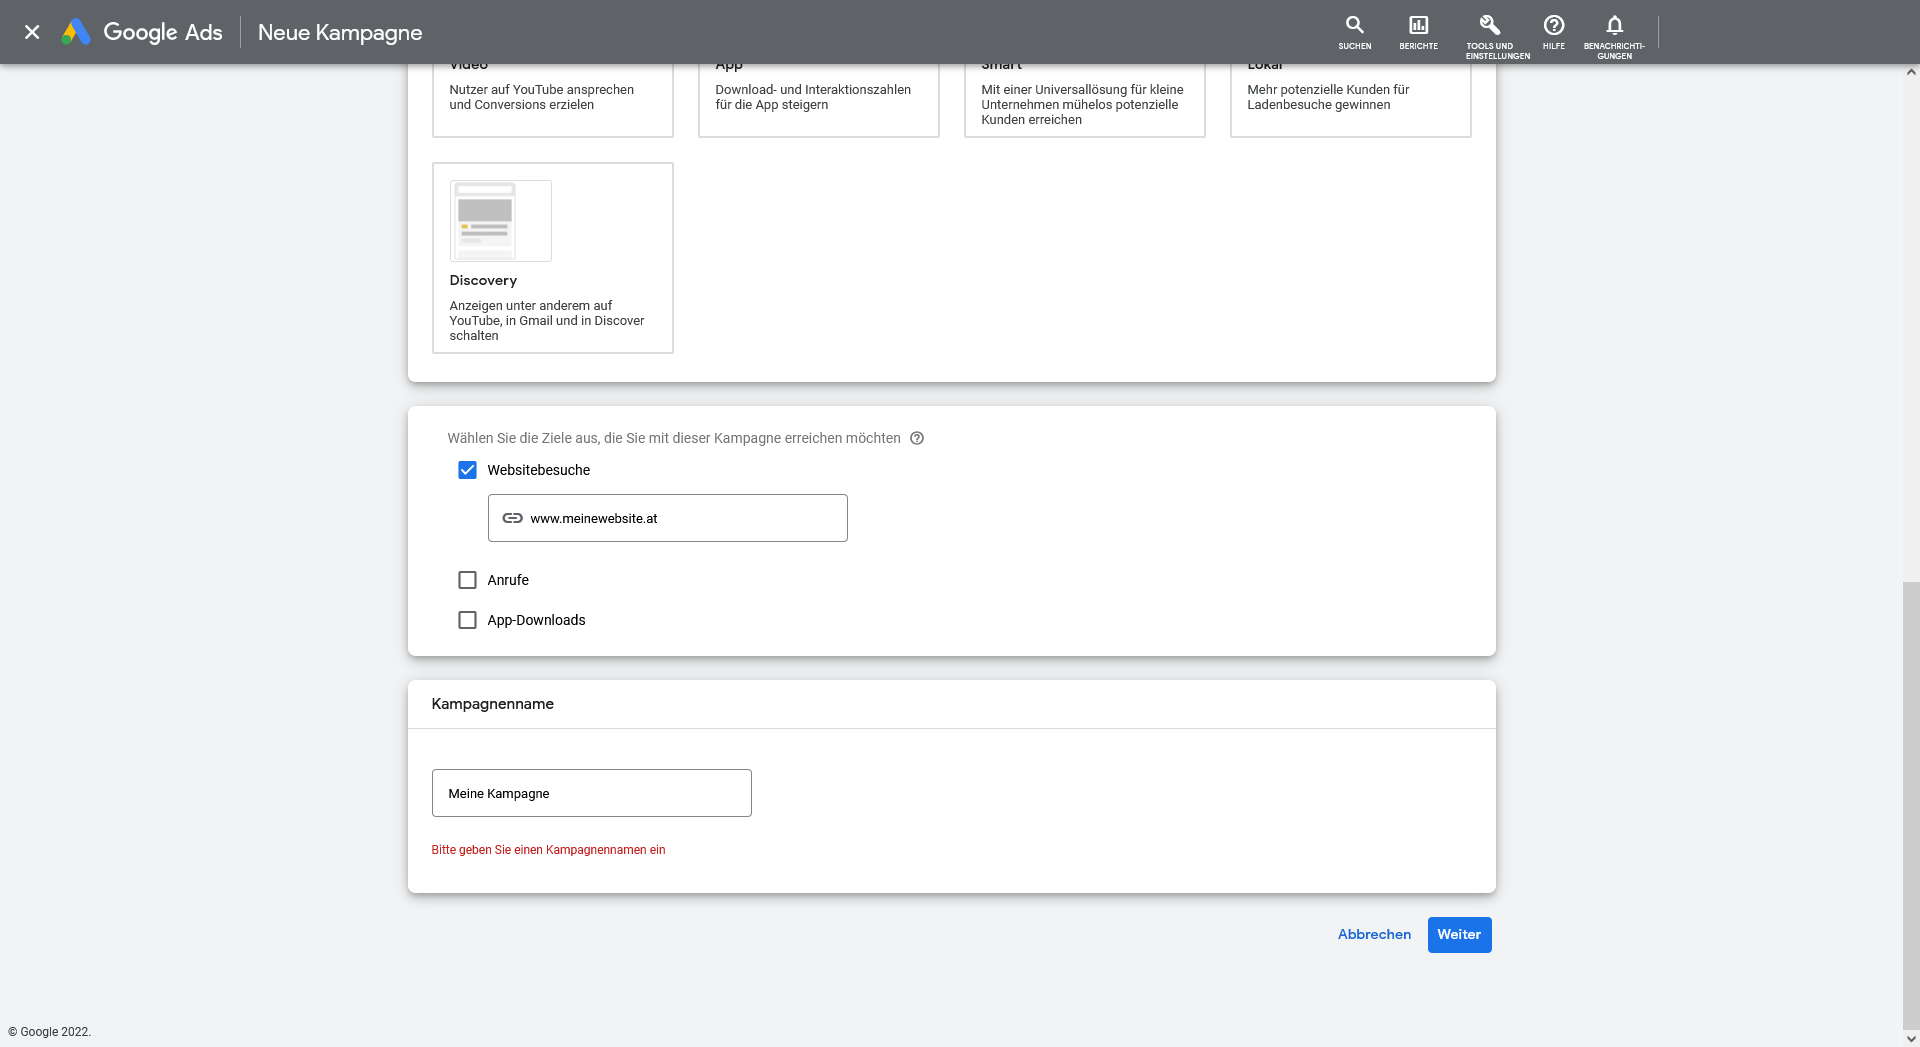 Google Ads
Neue Kampagne
SUCHEN
BERICHTE
TOOLS UND
EINSTELLUNGEN
HILFE
BENACHRICHTI-
GUNGEN
Video
App
Smart
Lokal
Nutzer auf YouTube ansprechen
und Conversions erzielen
Download- und Interaktionszahlen
für die App steigern
Mit einer Universallösung für kleine
Unternehmen mühelos potenzielle
Kunden erreichen
Mehr potenzielle Kunden für
Ladenbesuche gewinnen
Discovery
Anzeigen unter anderem auf
YouTube, in Gmail und in Discover
schalten
Wählen Sie die Ziele aus, die Sie mit dieser Kampagne erreichen möchten
Websitebesuche
www.meinewebsite.at
Anrufe
App-Downloads
Kampagnenname
Meine Kampagne
Bitte geben Sie einen Kampagnennamen ein
Abbrechen
Weiter
© Google 2022.